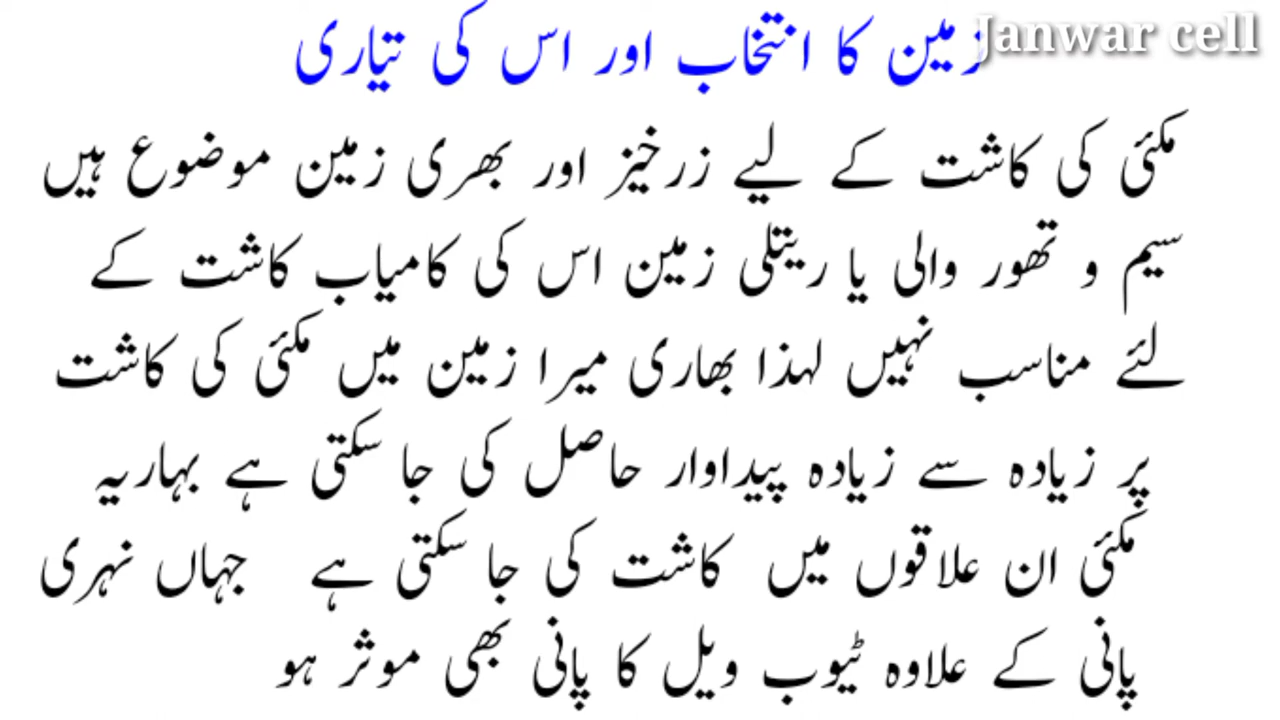 Janwar cell
زمین کا انتخاب اور اس کی تیاری
مکئی کی کاشت کے لیے زرخیز اور بھری زمین موضوع ہیں
سیم و تھور والی یا ریتلی زمین اس کی کامیاب کاشت کے
لئے مناسب نہیں لہذا بھاری میرا زمین میں مکئی کی کاشت
پر زیادہ سے زیادہ پیداوار حاصل کی جا سکتی ہے بہاریہ
مکئی ان علاقوں میں کاشت کی جا سکتی ہے جہاں نہری
پانی کے علاوہ ٹیوب ویل کا پانی بھی موثر ہو